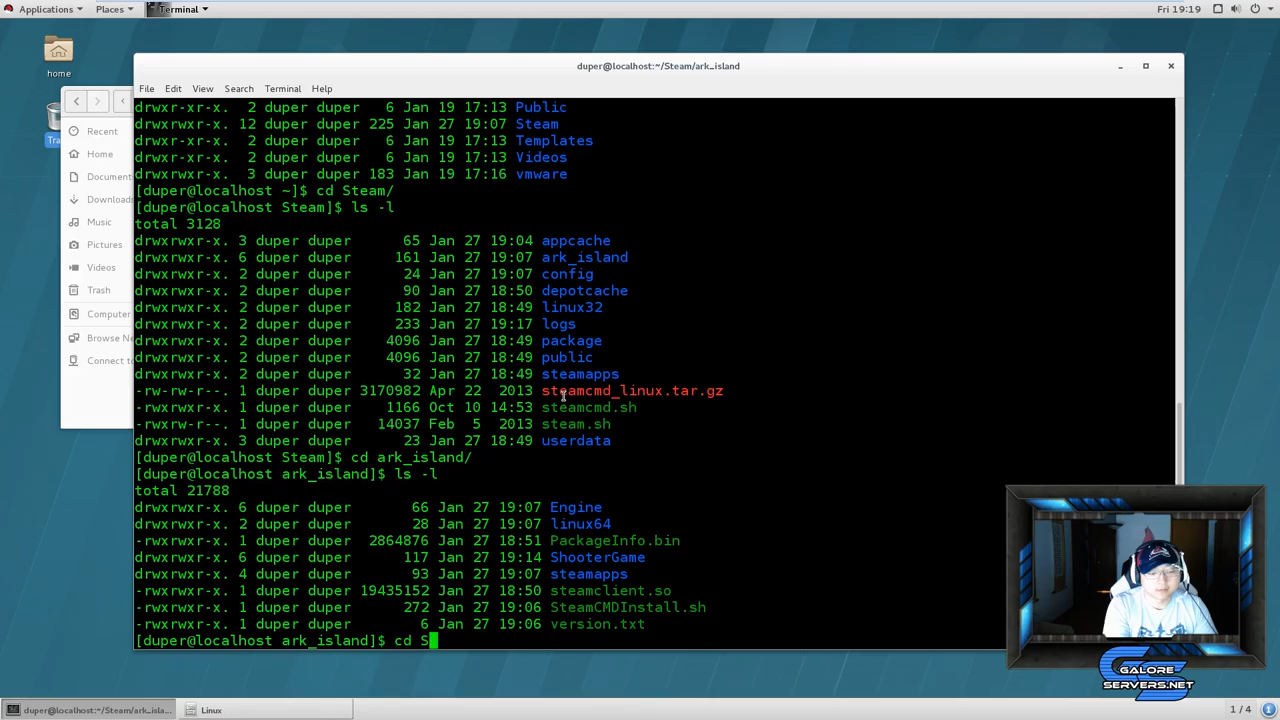 Applications Places Terminal Fri 19:19
home
duper@localhost:~/Steam/ark_island
File Edit View Search Terminal Help
drwxr-xr-x. 2 duper duper 6 Jan 19 17:13 Public
drwxrwxr-x. 12 duper duper 225 Jan 27 19:07 Steam
drwxr-xr-x. 2 duper duper 6 Jan 19 17:13 Templates
drwxr-xr-x. 2 duper duper 6 Jan 19 17:13 Videos
drwxrwxr-x. 3 duper duper 183 Jan 19 17:16 vmware
[duper@localhost ~]$ cd Steam/
[duper@localhost Steam]$ ls -l
total 3128
drwxrwxr-x. 3 duper duper 65 Jan 27 19:04 appcache
drwxrwxr-x. 6 duper duper 161 Jan 27 19:07 ark_island
drwxrwxr-x. 2 duper duper 24 Jan 27 19:07 config
drwxrwxr-x. 2 duper duper 90 Jan 27 18:50 depotcache
drwxrwxr-x. 2 duper duper 182 Jan 27 18:49 linux32
drwxrwxr-x. 2 duper duper 233 Jan 27 19:17 logs
drwxrwxr-x. 2 duper duper 4096 Jan 27 18:49 package
drwxrwxr-x. 2 duper duper 4096 Jan 27 18:49 public
drwxrwxr-x. 2 duper duper 32 Jan 27 18:49 steamapps
-rw-rw-r--. 1 duper duper 3170982 Apr 22 2013 steamcmd_linux.tar.gz
-rwxrwxr-x. 1 duper duper 1166 Oct 10 14:53 steamcmd.sh
-rwxrw-r--. 1 duper duper 14037 Feb 5 2013 steam.sh
drwxrwxr-x. 3 duper duper 23 Jan 27 18:49 userdata
[duper@localhost Steam]$ cd ark_island/
[duper@localhost ark_island]$ ls -l
total 21788
drwxrwxr-x. 6 duper duper 66 Jan 27 19:07 Engine
drwxrwxr-x. 2 duper duper 28 Jan 27 19:07 linux64
-rwxrwxr-x. 1 duper duper 2864876 Jan 27 18:51 PackageInfo.bin
drwxrwxr-x. 6 duper duper 117 Jan 27 19:14 ShooterGame
drwxrwxr-x. 4 duper duper 93 Jan 27 19:07 steamapps
-rwxrwxr-x. 1 duper duper 19435152 Jan 27 18:50 steamclient.so
-rwxrwxr-x. 1 duper duper 272 Jan 27 19:06 SteamCMDInstall.sh
-rwxrwxr-x. 1 duper duper 6 Jan 27 19:06 version.txt
[duper@localhost ark_island]$ cd S
Tra
Recent
Home
Document
Downloads
Music
Pictures
Videos
Trash
Computer
Browse Ne
Connect to
GALORE
SERVERS.NET
duper@localhost:~/Steam/ark_isla...
Linux
1 / 4